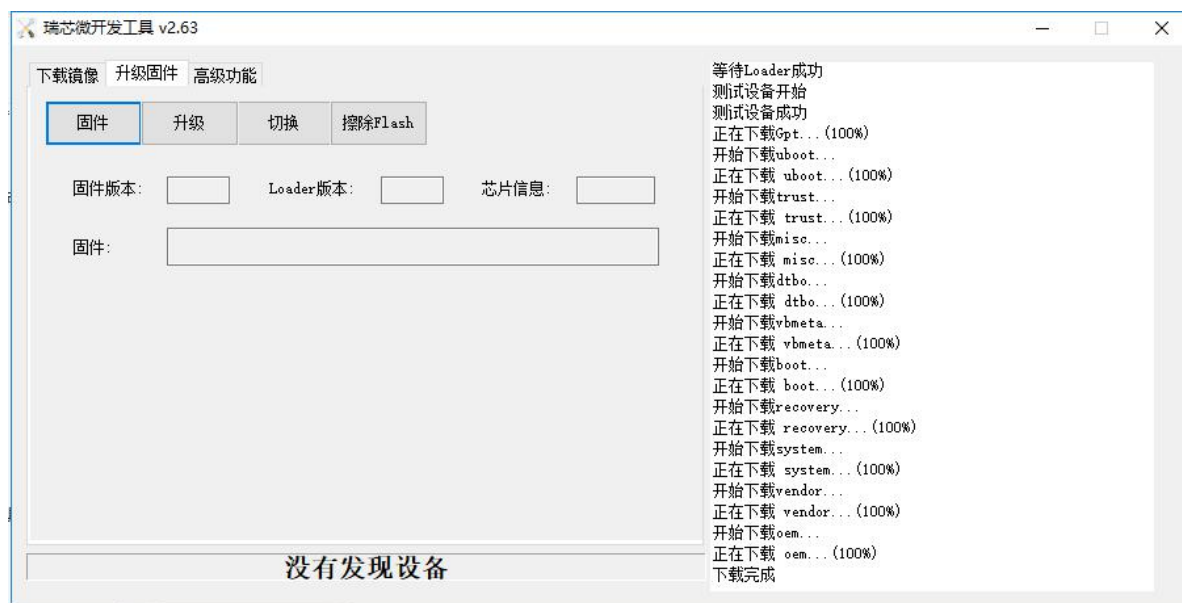 瑞芯微开发工具 v2.63
下载镜像 升级固件 高级功能
固件 升级 切换 擦除Flash
固件版本: Loader版本: 芯片信息:
固件:
没有发现设备
等待Loader成功
测试设备开始
测试设备成功
正在下载Gpt...(100%)
开始下载uboot...
正在下载 uboot...(100%)
开始下载trust...
正在下载 trust...(100%)
开始下载misc...
正在下载 misc...(100%)
开始下载dtbo...
正在下载 dtbo...(100%)
开始下载vbmeta...
正在下载 vbmeta...(100%)
开始下载boot...
正在下载 boot...(100%)
开始下载recovery...
正在下载 recovery...(100%)
开始下载system...
正在下载 system...(100%)
开始下载vendor...
正在下载 vendor...(100%)
开始下载oem...
正在下载 oem...(100%)
下载完成